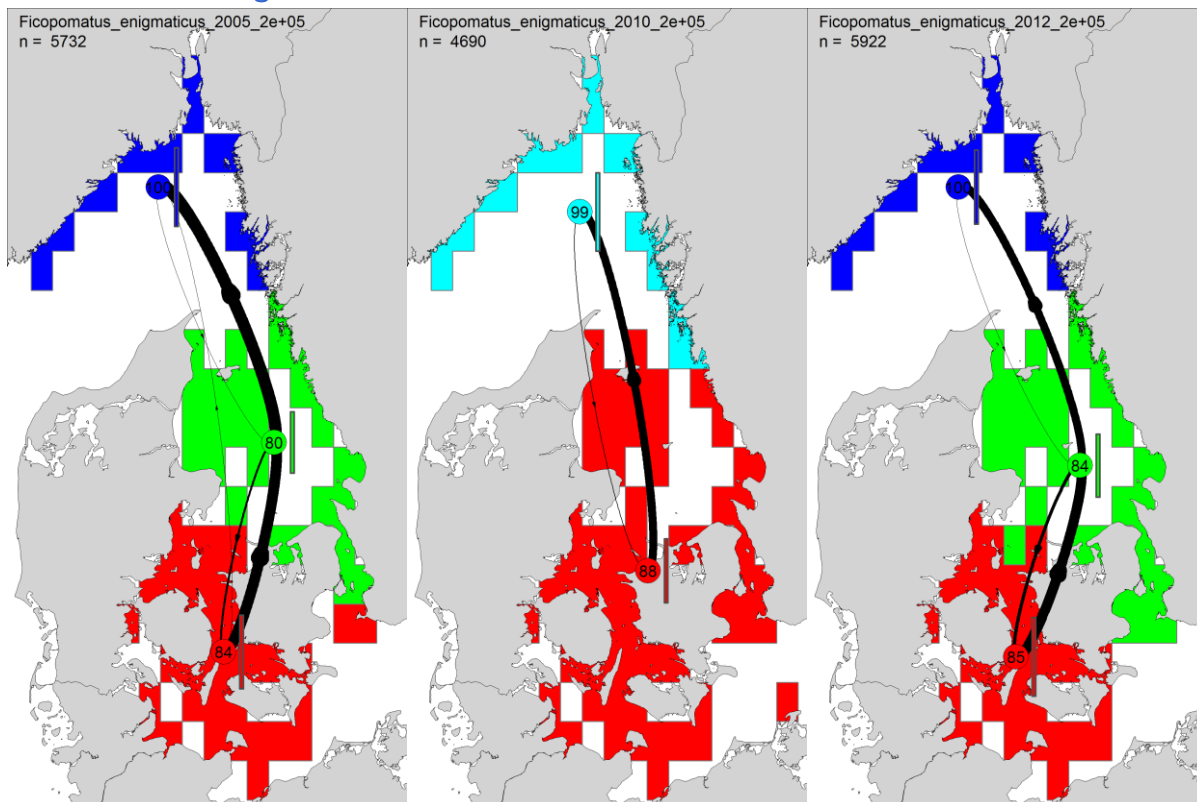 Ficopomatus_enigmaticus_2005_2e+05
n = 5732
100
80
84
Ficopomatus_enigmaticus_2010_2e+05
n = 4690
99
88
Ficopomatus_enigmaticus_2012_2e+05
n = 5922
100
84
85